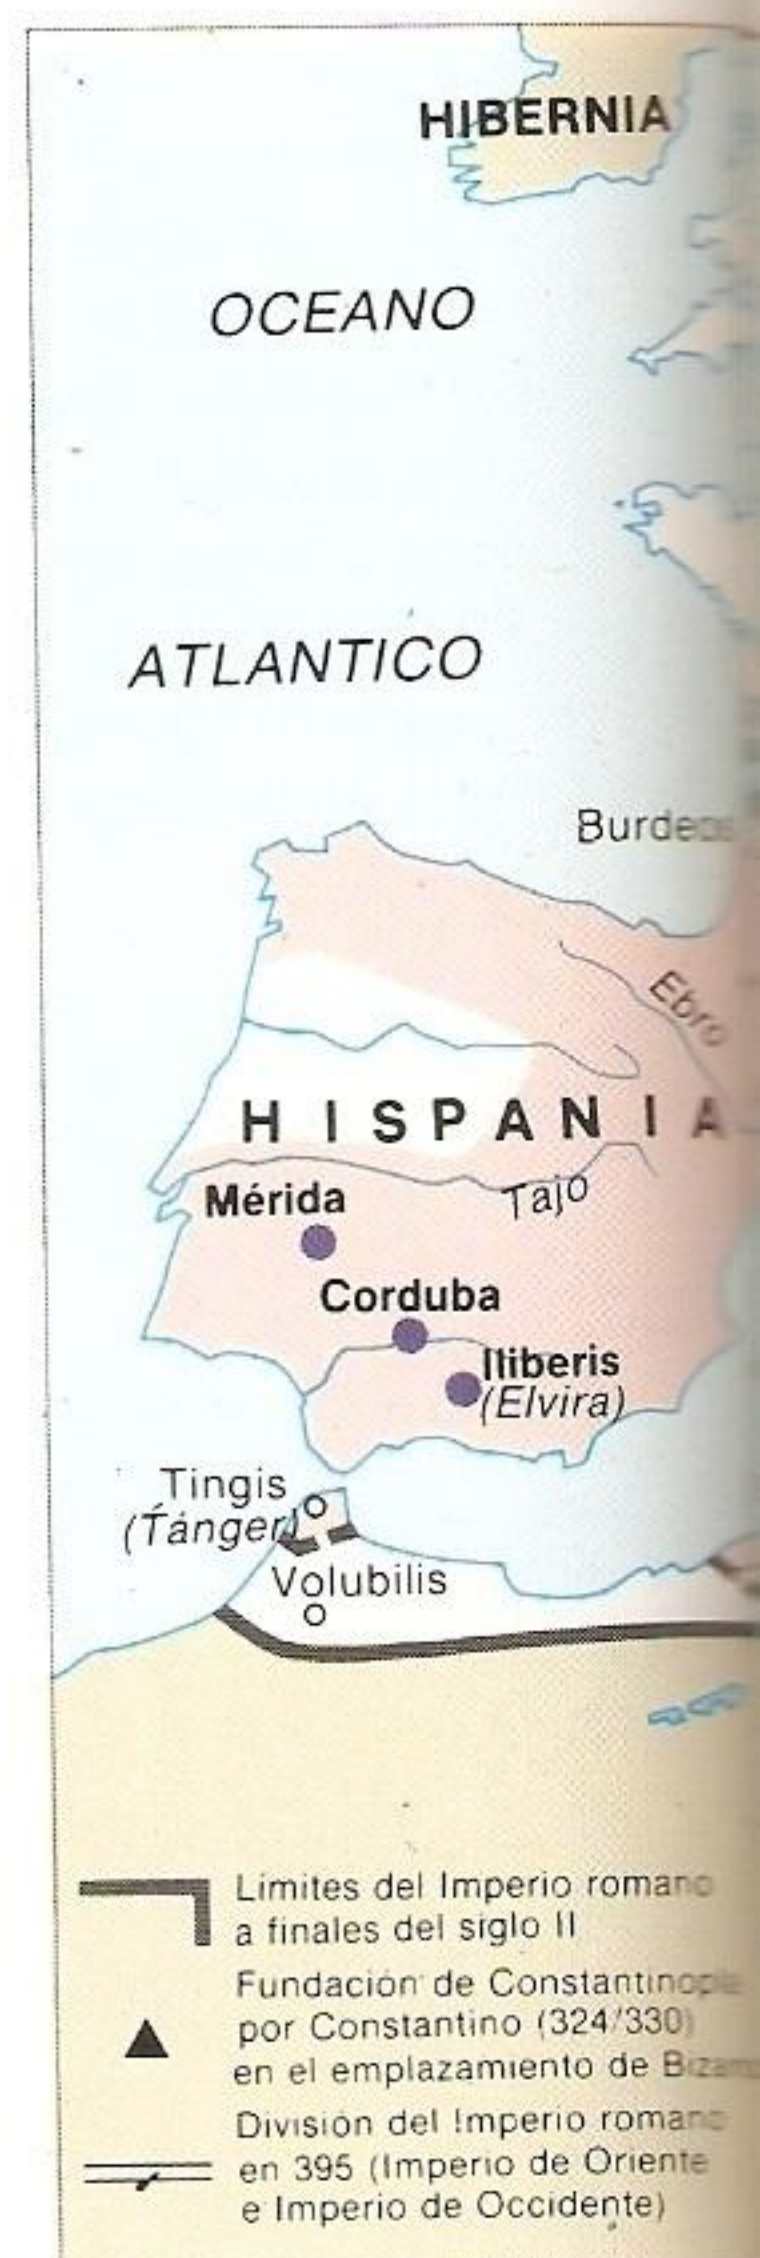 HIBERNIA
OCEANO
ATLANTICO
Burdeos
Ebro
HISPANIA
Tajo
Mérida
Corduba
Iliberis
(Elvira)
Tingis
(Tánger)
Volubilis
Límites del Imperio romano
a finales del siglo II
Fundación de Constantinopla
por Constantino (324/330)
en el emplazamiento de
División del Imperio romano
en 395 (Imperio de Oriente
e Imperio de Occidente)